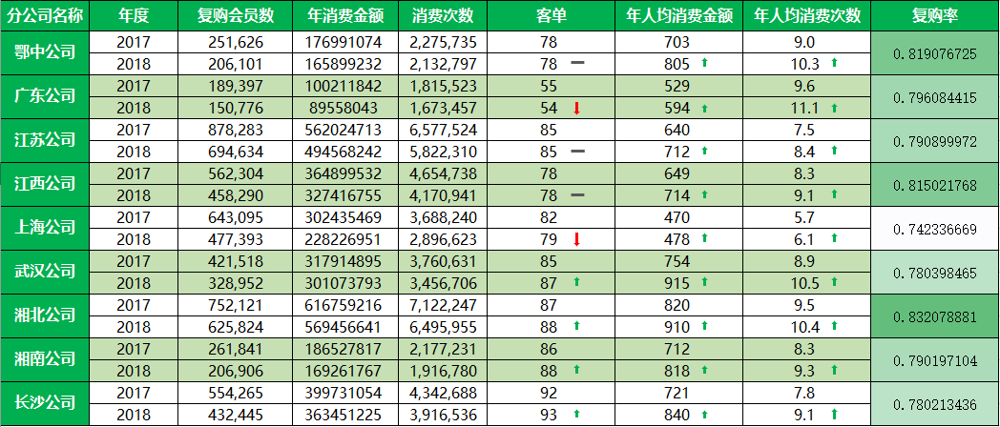 分公司名称 年度 复购会员数 年消费金额 消费次数 客单 年人均消费金额 年人均消费次数 复购率
鄂中公司 2017 251,626 176991074 2,275,735 78 703 9.0 0.819076725
2018 206,101 165899232 2,132,797 78 805 10.3
广东公司 2017 189,397 100211842 1,815,523 55 529 9.6 0.796084415
2018 150,776 89558043 1,673,457 54 594 11.1
江苏公司 2017 878,283 562024713 6,577,524 85 640 7.5 0.790899972
2018 694,634 494568242 5,822,310 85 712 8.4
江西公司 2017 562,304 364899532 4,654,738 78 649 8.3 0.815021768
2018 458,290 327416755 4,170,941 78 714 9.1
上海公司 2017 643,095 302435469 3,688,240 82 470 5.7 0.742336669
2018 477,393 228226951 2,896,623 79 478 6.1
武汉公司 2017 421,518 317914895 3,760,631 85 754 8.9 0.780398465
2018 328,952 301073793 3,456,706 87 915 10.5
湘北公司 2017 752,121 616759216 7,122,247 87 820 9.5 0.832078881
2018 625,824 569456641 6,495,955 88 910 10.4
湘南公司 2017 261,841 186527817 2,177,231 86 712 8.3 0.790197104
2018 206,906 169261767 1,916,780 88 818 9.3
长沙公司 2017 554,265 399731054 4,342,688 92 721 7.8 0.780213436
2018 432,445 363451225 3,916,536 93 840 9.1